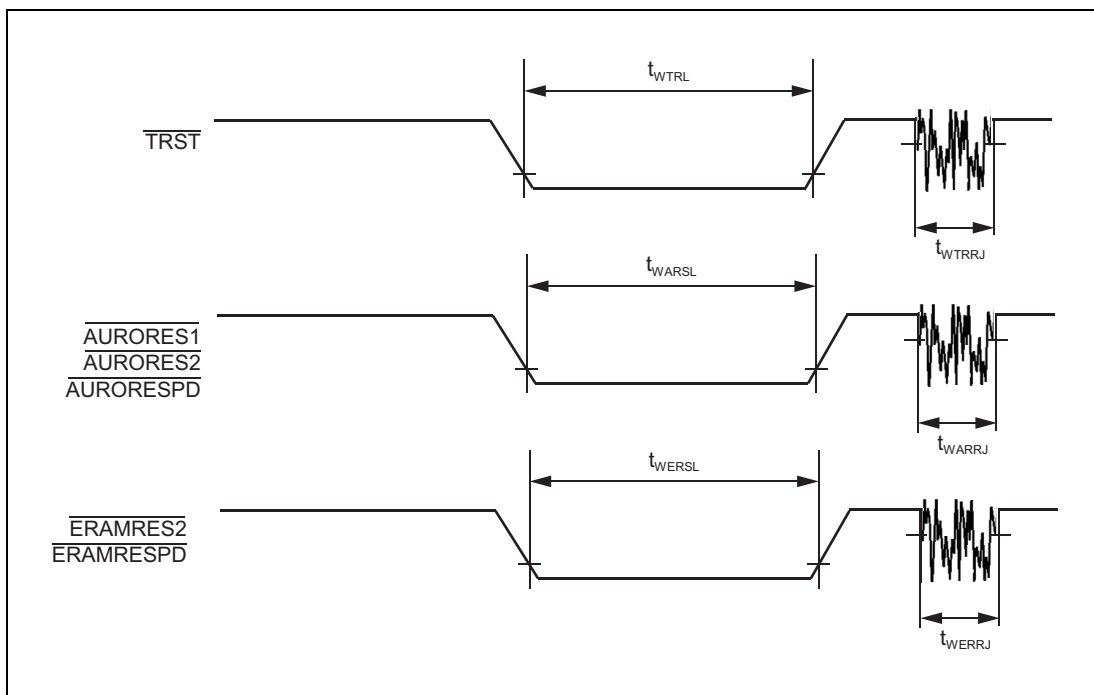 tWTRL
TRST
tWTRRJ
tWARSL
AURORES1
AURORES2
AURORESPD
tWARRJ
tWERSL
ERAMRES2
ERAMRESPD
tWERRJ